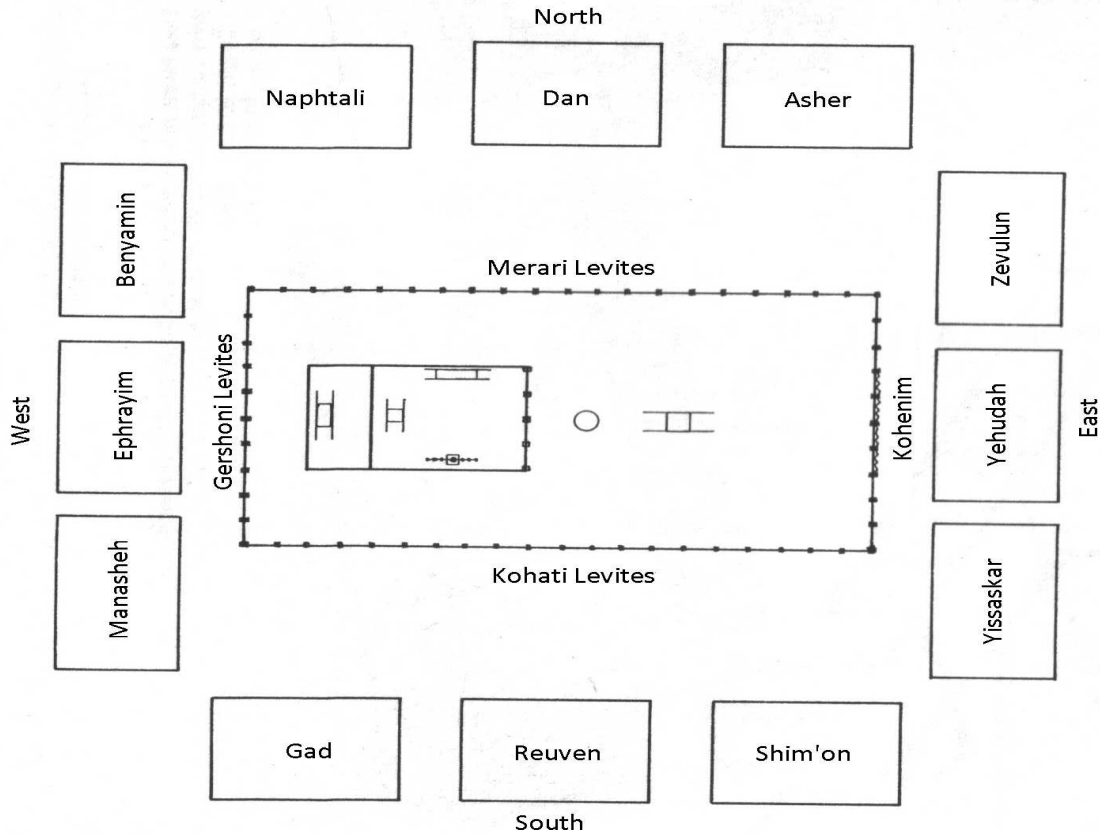 North
Naphtali
Dan
Asher
Benyamin
Zevulun
Merari Levites
West
Ephrayim
Gershoni Levites
Kohenim
Yehudah
East
Manasheh
Kohati Levites
Yissaskar
Gad
Reuven
Shim'on
South